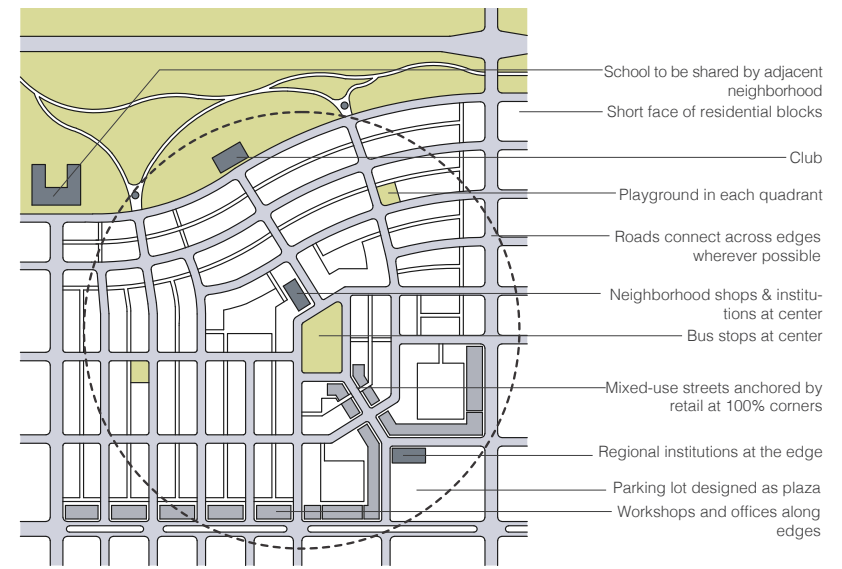 School to be shared by adjacent
neighborhood
Short face of residential blocks
Club
Playground in each quadrant
Roads connect across edges
wherever possible
Neighborhood shops & institu-
tions at center
Bus stops at center
Mixed-use streets anchored by
retail at 100% corners
Regional institutions at the edge
Parking lot designed as plaza
Workshops and offices along
edges